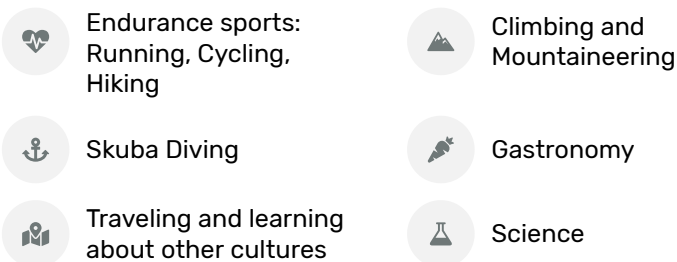 Endurance sports:
Running, Cycling,
Hiking
Climbing and
Mountaineering
Skuba Diving
Gastronomy
Traveling and learning
about other cultures
Science